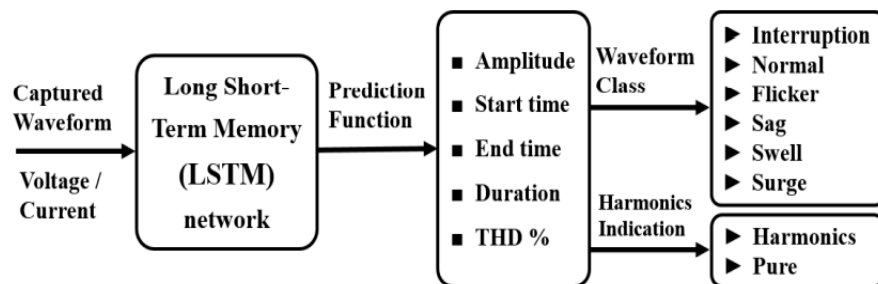 Captured
Waveform
Voltage /
Current
Long Short-
Term Memory
(LSTM)
network
Prediction
Function
■ Amplitude
■ Start time
■ End time
■ Duration
■ THD %
Waveform
Class
Harmonics
Indication
► Interruption
► Normal
► Flicker
► Sag
► Swell
► Surge
► Harmonics
► Pure